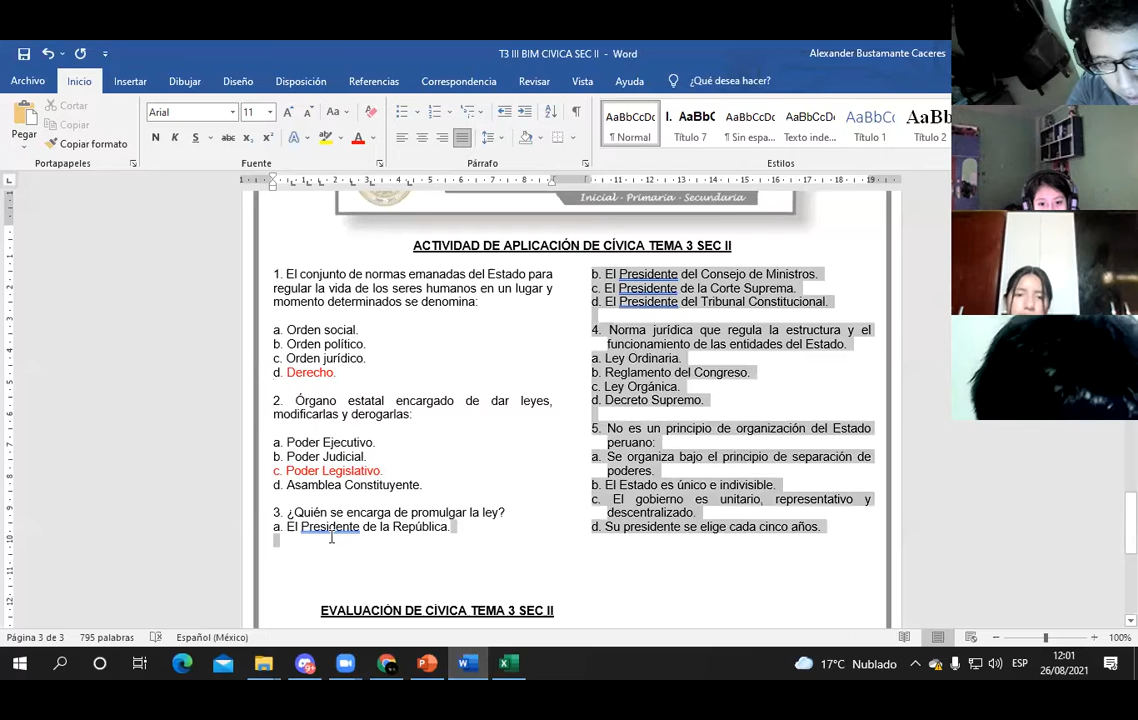 T3 III BIM CIVICA SEC II - Word
Alexander Bustamante Caceres
Archivo
Inicio
Insertar
Dibujar
Diseño
Disposición
Referencias
Correspondencia
Revisar
Vista
Ayuda
¿Qué desea hacer?
Pegar
Cortar
Copiar
Copiar formato
Portapapeles
Arial
11
Aa
N
K
S
abc
x₂
x²
Fuente
Párrafo
AaBbCcDc
¶ Normal
I. AaBbC
Título 7
AaBbCcDc
¶ Sin espa...
AaBbCcDc
Texto inde...
AaBbCcDc
Título 1
AaBbC
Título 2
Estilos
Inicial - Primaria - Secundaria
ACTIVIDAD DE APLICACIÓN DE CÍVICA TEMA 3 SEC II
1. El conjunto de normas emanadas del Estado para
regular la vida de los seres humanos en un lugar y
momento determinados se denomina:
a. Orden social.
b. Orden político.
c. Orden jurídico.
d. Derecho.
2. Órgano estatal encargado de dar leyes,
modificarlas y derogarlas:
a. Poder Ejecutivo.
b. Poder Judicial.
c. Poder Legislativo.
d. Asamblea Constituyente.
3. ¿Quién se encarga de promulgar la ley?
a. El Presidente de la República.
b. El Presidente del Consejo de Ministros.
c. El Presidente de la Corte Suprema.
d. El Presidente del Tribunal Constitucional.
4. Norma jurídica que regula la estructura y el
funcionamiento de las entidades del Estado.
a. Ley Ordinaria.
b. Reglamento del Congreso.
c. Ley Orgánica.
d. Decreto Supremo.
5. No es un principio de organización del Estado
peruano:
a. Se organiza bajo el principio de separación de
poderes.
b. El Estado es único e indivisible.
c. El gobierno es unitario, representativo y
descentralizado.
d. Su presidente se elige cada cinco años.
EVALUACIÓN DE CÍVICA TEMA 3 SEC II
Página 3 de 3
795 palabras
Español (México)
100%
17°C Nublado
ESP
12:01
26/08/2021